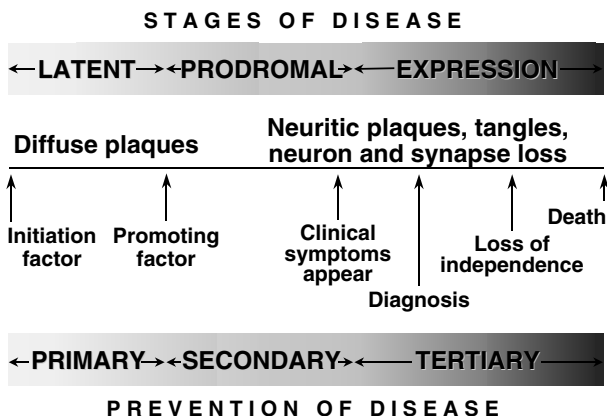 STAGES OF DISEASE
LATENT PRODROMAL EXPRESSION
Diffuse plaques
Neuritic plaques, tangles,
neuron and synapse loss
Initiation
factor
Promoting
factor
Clinical
symptoms
appear
Diagnosis
Loss of
independence
Death
PRIMARY SECONDARY TERTIARY
PREVENTION OF DISEASE